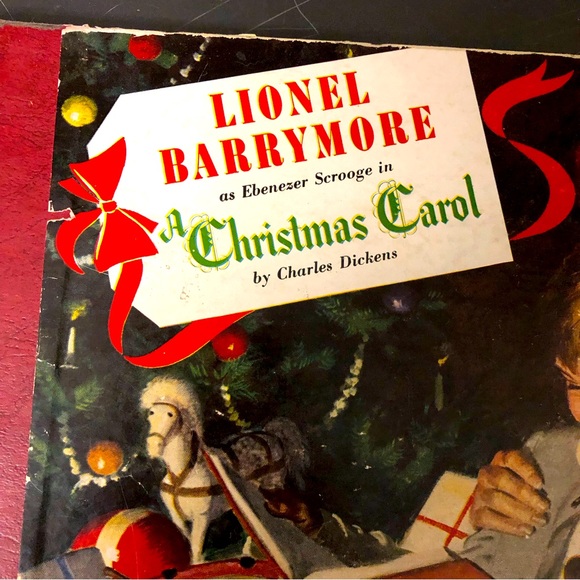 LIONEL
BARRYMORE
as Ebenezer Scrooge in
A Christmas Carol
by Charles Dickens